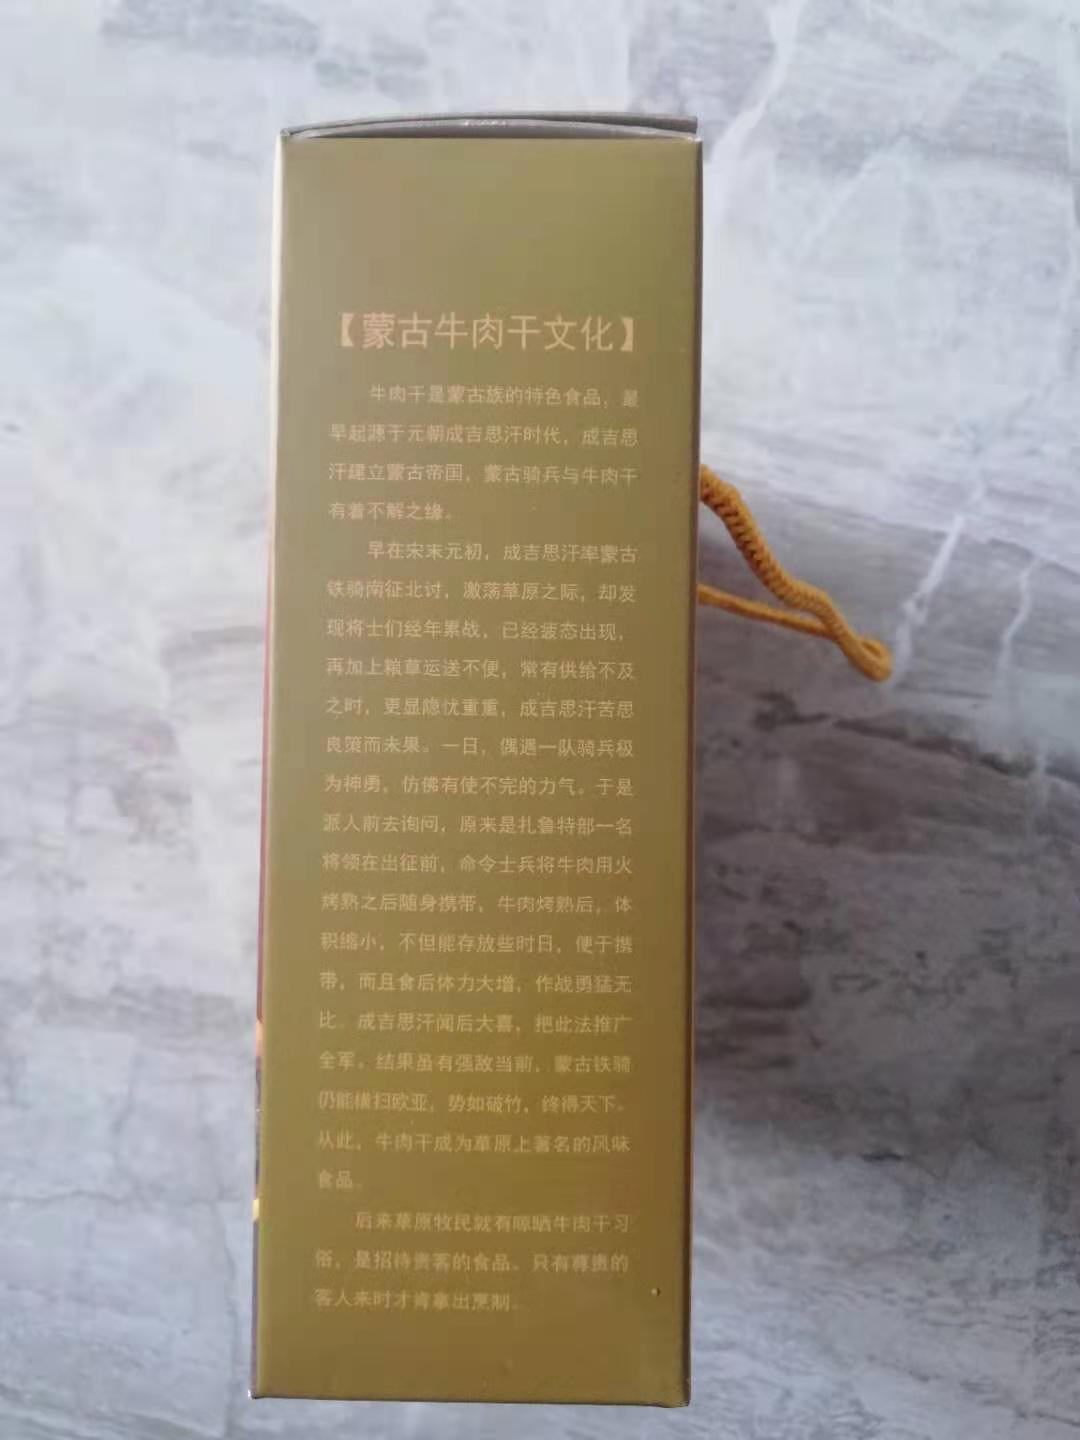 【蒙古牛肉干文化】
牛肉干是蒙古族的特色食品，最
早起源于元朝成吉思汗时代，成吉思
汗建立蒙古帝国，蒙古骑兵与牛肉干
有着不解之缘。
早在宋末元初，成吉思汗率蒙古
铁骑南征北讨，激荡草原之际，却发
现将士们经年累战，已经疲态出现，
再加上粮草运送不便，常有供给不及
之时，更显隐忧重重，成吉思汗苦思
良策而未果。一日，偶遇一队骑兵极
为神勇，仿佛有使不完的力气。于是
派人前去询问，原来是扎鲁特部一名
将领在出征前，命令士兵将牛肉用火
烤熟之后随身携带，牛肉烤熟后，体
积缩小，不但能存放些时日，便于携
带，而且食后体力大增，作战勇猛无
比。成吉思汗闻后大喜，把此法推广
全军。结果虽有强敌当前，蒙古铁骑
仍能横扫欧亚，势如破竹，终得天下。
从此，牛肉干成为草原上著名的风味
食品。
后来草原牧民就有晾晒牛肉干习
俗，是招待贵客的食品。只有尊贵的
客人来时才肯拿出烹制。